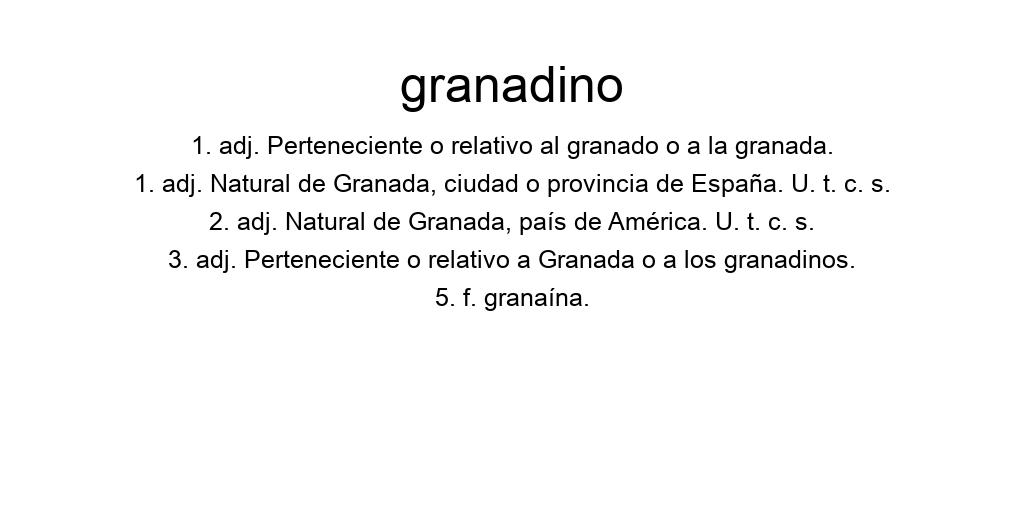 granadino
1. adj. Perteneciente o relativo al granado o a la granada.
1. adj. Natural de Granada, ciudad o provincia de España. U. t. c. s.
2. adj. Natural de Granada, país de América. U. t. c. s.
3. adj. Perteneciente o relativo a Granada o a los granadinos.
5. f. granaína.